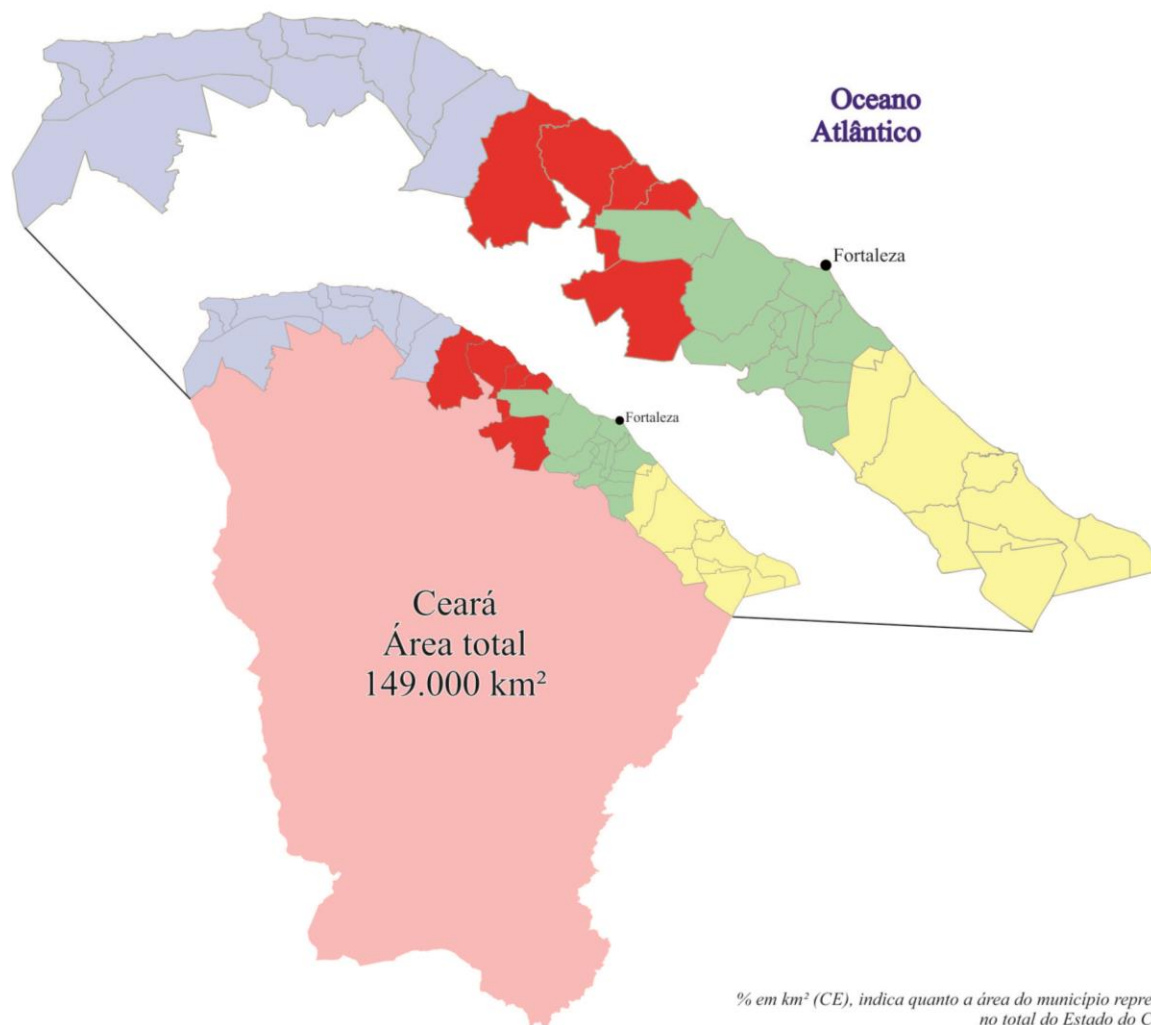 Oceano
Atlântico
Fortaleza
Fortaleza
Ceará
Área total
149.000 km²
% em km² (CE), indica quanto a área do município repre
no total do Estado do C